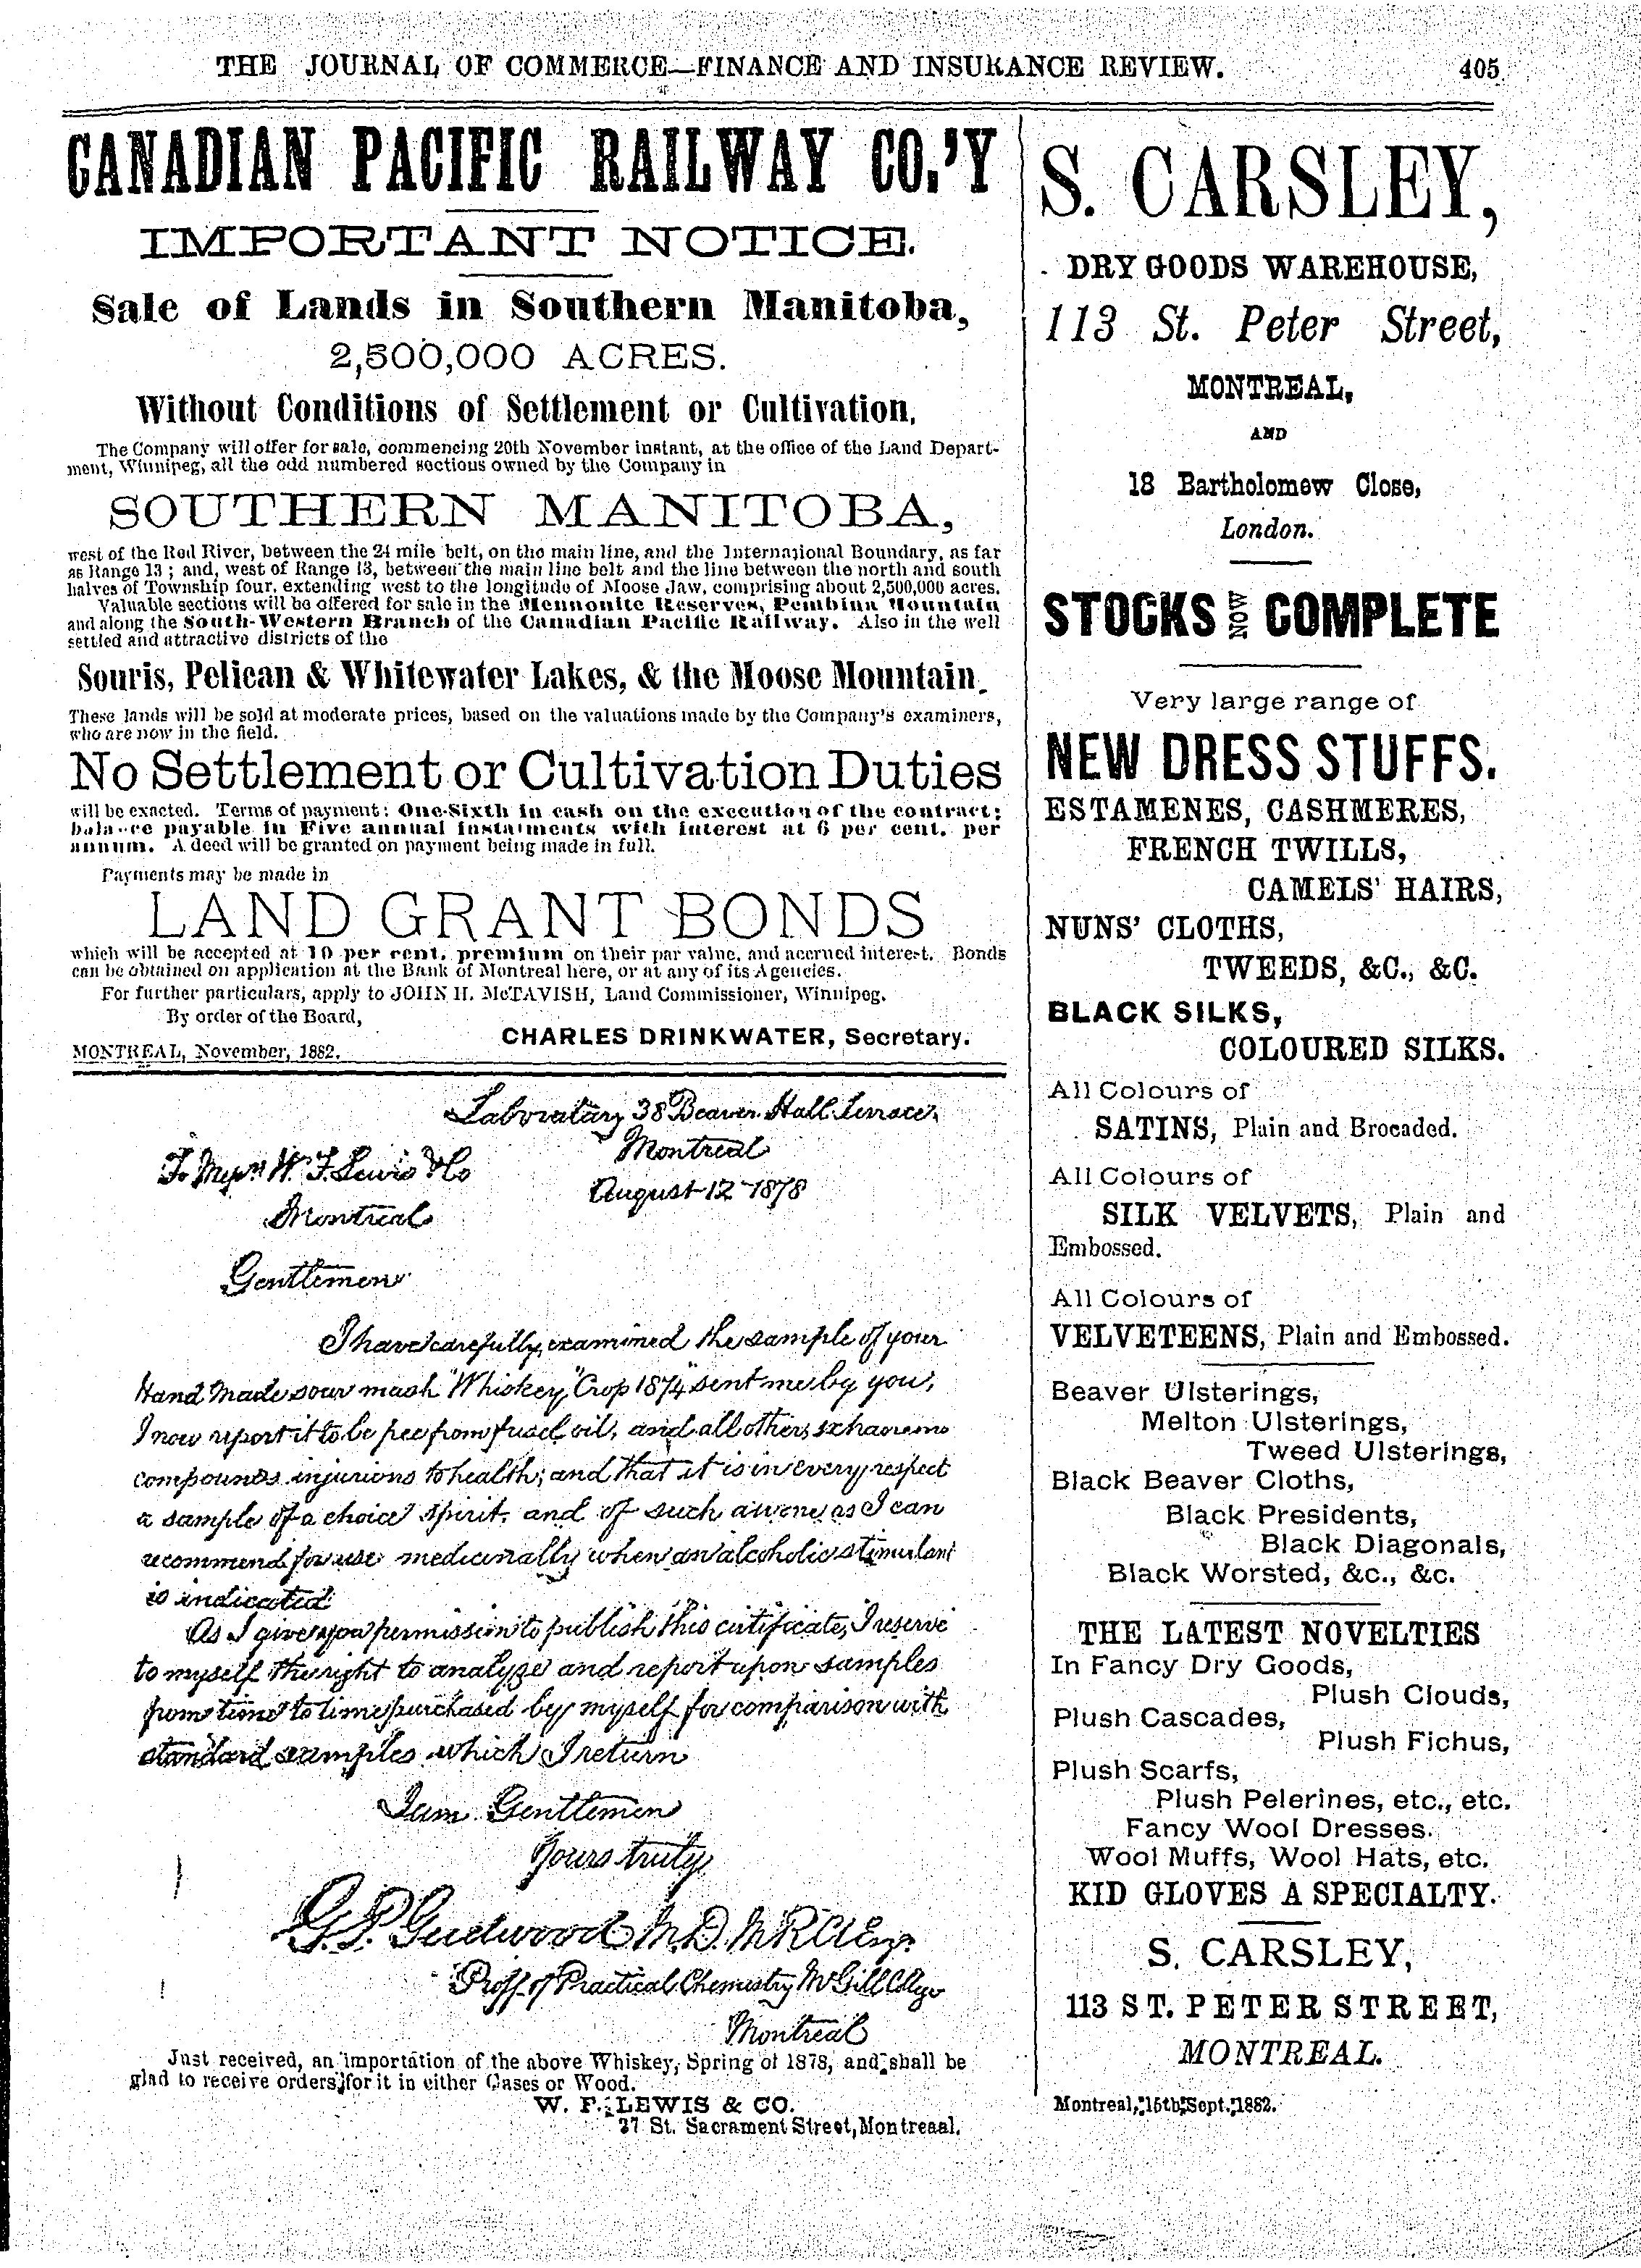 THE JOURNAL OF COMMERCE—FINANCE AND INSURANCE REVIEW. 405
CANADIAN PACIFIC RAILWAY CO.'Y
IMPORTANT NOTICE.
Sale of Lands in Southern Manitoba,
2,500,000 ACRES.
Without Conditions of Settlement or Cultivation,
The Company will offer for sale, commencing 20th November instant, at the office of the Land Depart-
ment, Winnipeg, all the odd numbered sections owned by the Company in
SOUTHERN MANITOBA,
west of the Red River, between the 24 mile belt, on the main line, and the International Boundary, as far
as Range 13; and, west of Range 13, between the main line belt and the line between the north and south
halves of Township four, extending west to the longitude of Moose Jaw, comprising about 2,500,000 acres.
Valuable sections will be offered for sale in the Mennonite Reserves, Pembina Mountain
and along the South-Western Branch of the Canadian Pacific Railway. Also in the well
settled and attractive districts of the
Souris, Pelican & Whitewater Lakes, & the Moose Mountain.
These lands will be sold at moderate prices, based on the valuations made by the Company's examiners,
who are now in the field.
No Settlement or Cultivation Duties
will be exacted. Terms of payment: One-Sixth in cash on the execution of the contract;
balance payable in Five annual instalments with interest at 6 per cent. per
annum. A deed will be granted on payment being made in full.
Payments may be made in
LAND GRANT BONDS
which will be accepted at 10 per cent. premium on their par value, and accrued interest. Bonds
can be obtained on application at the Bank of Montreal here, or at any of its Agencies.
For further particulars, apply to JOHN H. McTAVISH, Land Commissioner, Winnipeg.
By order of the Board,
CHARLES DRINKWATER, Secretary.
MONTREAL, November, 1882.
Laboratory 38 Beaver Hall Terrace,
Montreal
August 12 1878
To Messrs W. F. Lewis & Co
Montreal
Gentlemen
I have carefully examined the sample of your
Hand Made sour mash "Whiskey," "Crop 1874" sent me by you,
I now report it to be free from fusel oil, and all other extraneous
compounds injurious to health; and that it is in every respect
a sample of a choice spirit, and of such a one as I can
recommend for use medicinally when an alcoholic stimulant
is indicated
As I give you permission to publish this certificate, I reserve
to myself the right to analyze and report upon samples
from time to time purchased by myself for comparison with
standard samples which I return
I am Gentlemen
Yours truly
G. P. Girdwood M.D. M.R.C.S. Eng.
Proff of Practical Chemistry McGill College
Montreal
Just received, an importation of the above Whiskey, Spring of 1878, and shall be
glad to receive orders for it in either Cases or Wood.
W. F. LEWIS & CO.
27 St. Sacrament Street, Montreaal.
S. CARSLEY,
DRY GOODS WAREHOUSE,
113 St. Peter Street,
MONTREAL,
AND
18 Bartholomew Close,
London.
STOCKS NOW COMPLETE
Very large range of
NEW DRESS STUFFS.
ESTAMENES, CASHMERES,
FRENCH TWILLS,
CAMELS' HAIRS,
NUNS' CLOTHS,
TWEEDS, &C., &C.
BLACK SILKS,
COLOURED SILKS.
All Colours of
SATINS, Plain and Brocaded.
All Colours of
SILK VELVETS, Plain and
Embossed.
All Colours of
VELVETEENS, Plain and Embossed.
Beaver Ulsterings,
Melton Ulsterings,
Tweed Ulsterings,
Black Beaver Cloths,
Black Presidents,
Black Diagonals,
Black Worsted, &c., &c.
THE LATEST NOVELTIES
In Fancy Dry Goods,
Plush Clouds,
Plush Cascades,
Plush Fichus,
Plush Scarfs,
Plush Pelerines, etc., etc.
Fancy Wool Dresses.
Wool Muffs, Wool Hats, etc.
KID GLOVES A SPECIALTY.
S. CARSLEY,
113 ST. PETER STREET,
MONTREAL.
Montreal, 15th Sept., 1882.